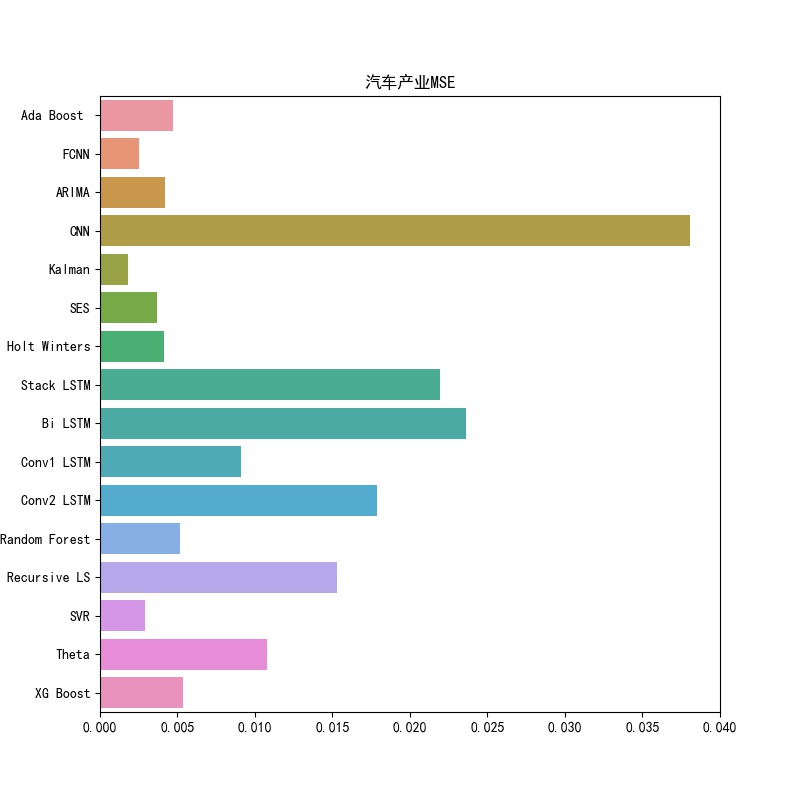 汽车产业MSE
Ada Boost
FCNN
ARIMA
CNN
Kalman
SES
Holt Winters
Stack LSTM
Bi LSTM
Conv1 LSTM
Conv2 LSTM
Random Forest
Recursive LS
SVR
Theta
XG Boost
0.000 0.005 0.010 0.015 0.020 0.025 0.030 0.035 0.040